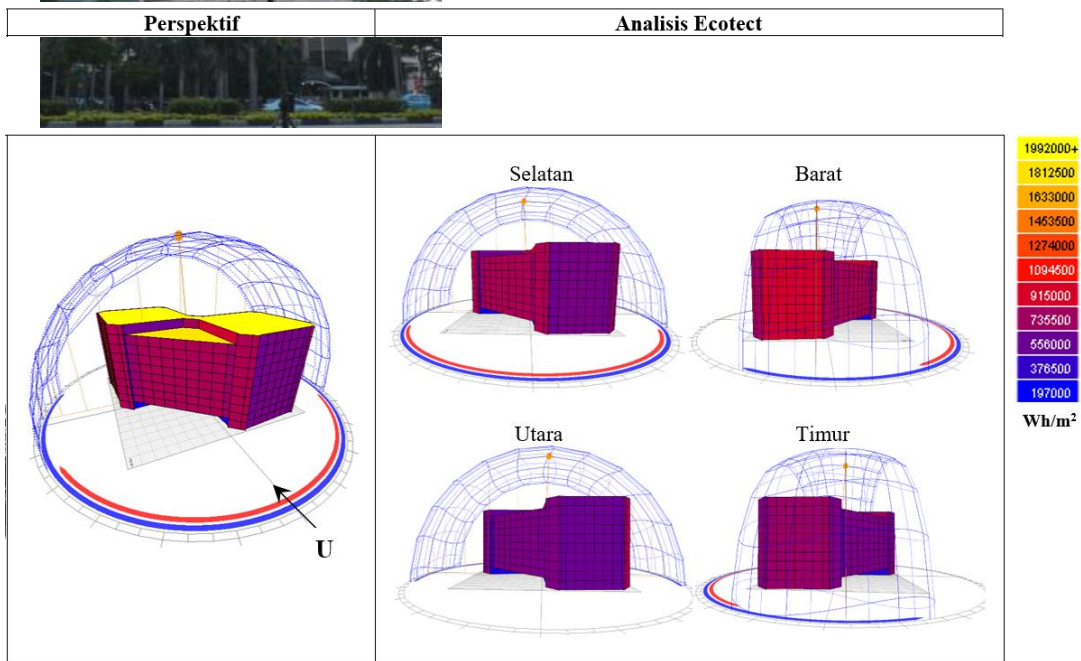 Perspektif
Analisis Ecotect
Selatan
Barat
Utara
Timur
U
1992000+
1812500
1633000
1453500
1274000
1094500
915000
735500
556000
376500
197000
Wh/m²